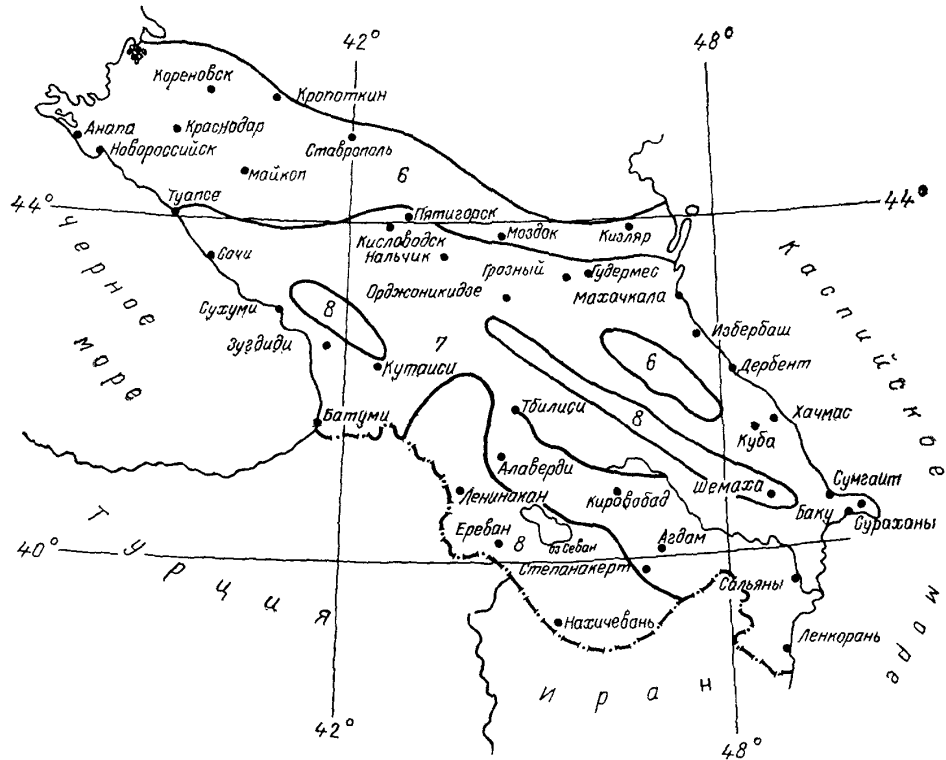 42°
48°
Кореновск
Кропоткин
Анапа
Краснодар
Новороссийск
Ставрополь
Майкоп
6
44°
Туапсе
Пятигорск
44°
Кисловодск
Моздок
Кизляр
Нальчик
Сочи
Грозный
Гудермес
Орджоникидзе
Махачкала
Черное
море
Каспийское
море
Сухуми
8
Зугдиди
7
Избербаш
6
Дербент
Кутаиси
Батуми
Тбилиси
8
Хачмас
Куба
Алаверди
Ленинакан
Кировобад
Шемаха
Сумгаит
Баку
Сураханы
Ереван
8
оз Севан
Агдам
40°
40°
Степанакерт
Сальяны
Турция
Нахичевань
Ленкорань
Иран
42°
48°